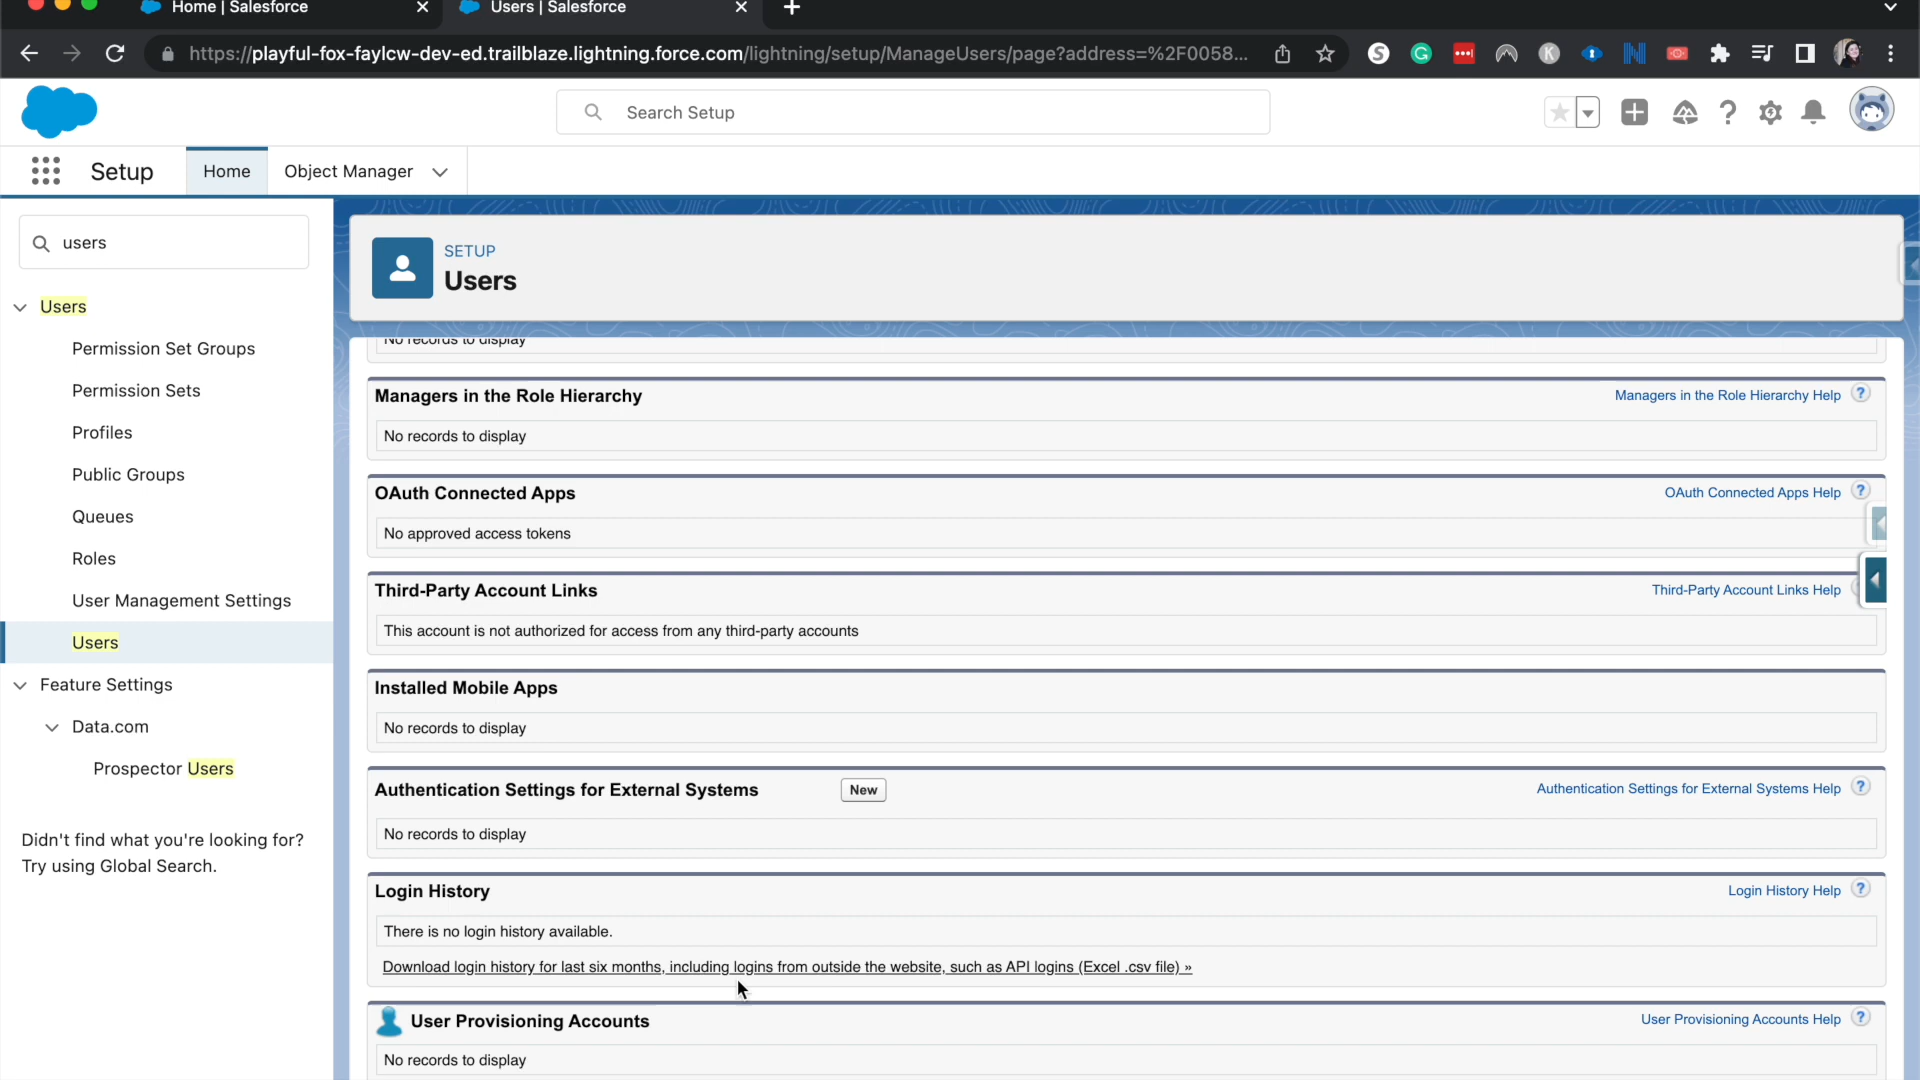 Home | Salesforce
Users | Salesforce
https://playful-fox-faylcw-dev-ed.trailblaze.lightning.force.com/lightning/setup/ManageUsers/page?address=%2F0058...
Search Setup
Setup
Home
Object Manager
users
SETUP
Users
Users
Permission Set Groups
Permission Sets
Profiles
Public Groups
Queues
Roles
User Management Settings
Users
Feature Settings
Data.com
Prospector Users
Didn't find what you're looking for?
Try using Global Search.
No records to display
Managers in the Role Hierarchy
Managers in the Role Hierarchy Help ?
No records to display
OAuth Connected Apps
OAuth Connected Apps Help ?
No approved access tokens
Third-Party Account Links
Third-Party Account Links Help
This account is not authorized for access from any third-party accounts
Installed Mobile Apps
No records to display
Authentication Settings for External Systems
New
Authentication Settings for External Systems Help ?
No records to display
Login History
Login History Help ?
There is no login history available.
Download login history for last six months, including logins from outside the website, such as API logins (Excel .csv file) »
User Provisioning Accounts
User Provisioning Accounts Help ?
No records to display